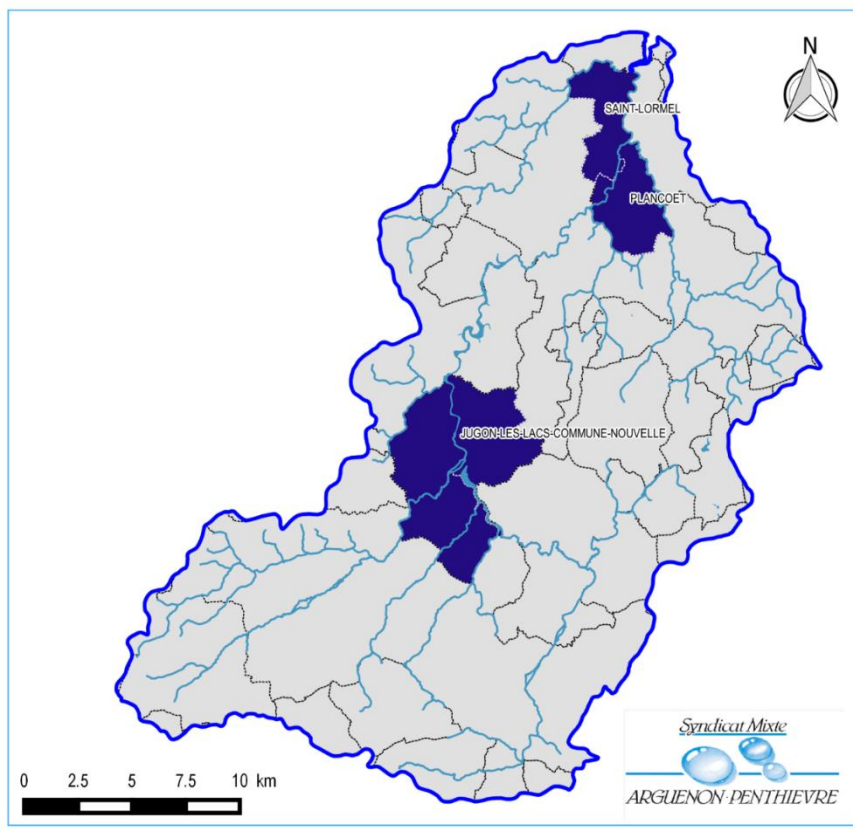 N
SAINT-LORMEL
PLANCOET
JUGON-LES-LACS-COMMUNE-NOUVELLE
0 2.5 5 7.5 10 km
Syndicat Mixte
ARGUENON-PENTHIEVRE